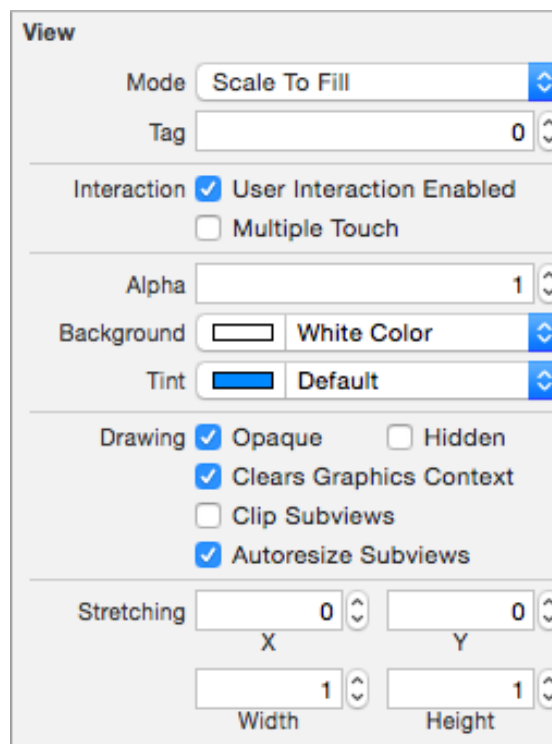 View
Mode Scale To Fill
Tag 0
Interaction User Interaction Enabled
Multiple Touch
Alpha 1
Background White Color
Tint Default
Drawing Opaque Hidden
Clears Graphics Context
Clip Subviews
Autoresize Subviews
Stretching 0 0
X Y
1 1
Width Height